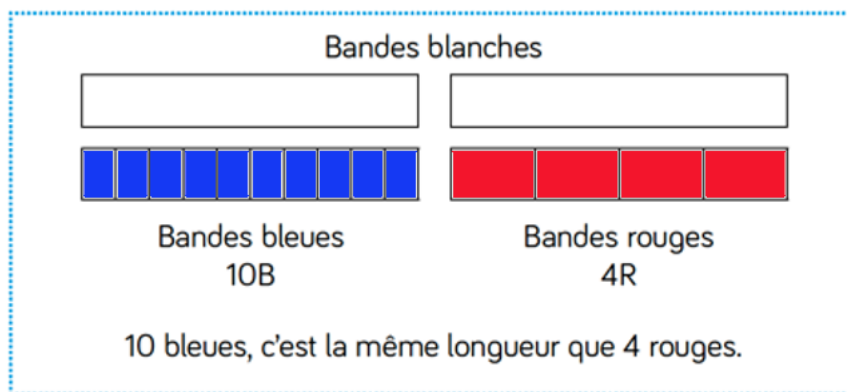 Bandes blanches
Bandes bleues Bandes rouges
10B 4R
10 bleues, c'est la même longueur que 4 rouges.